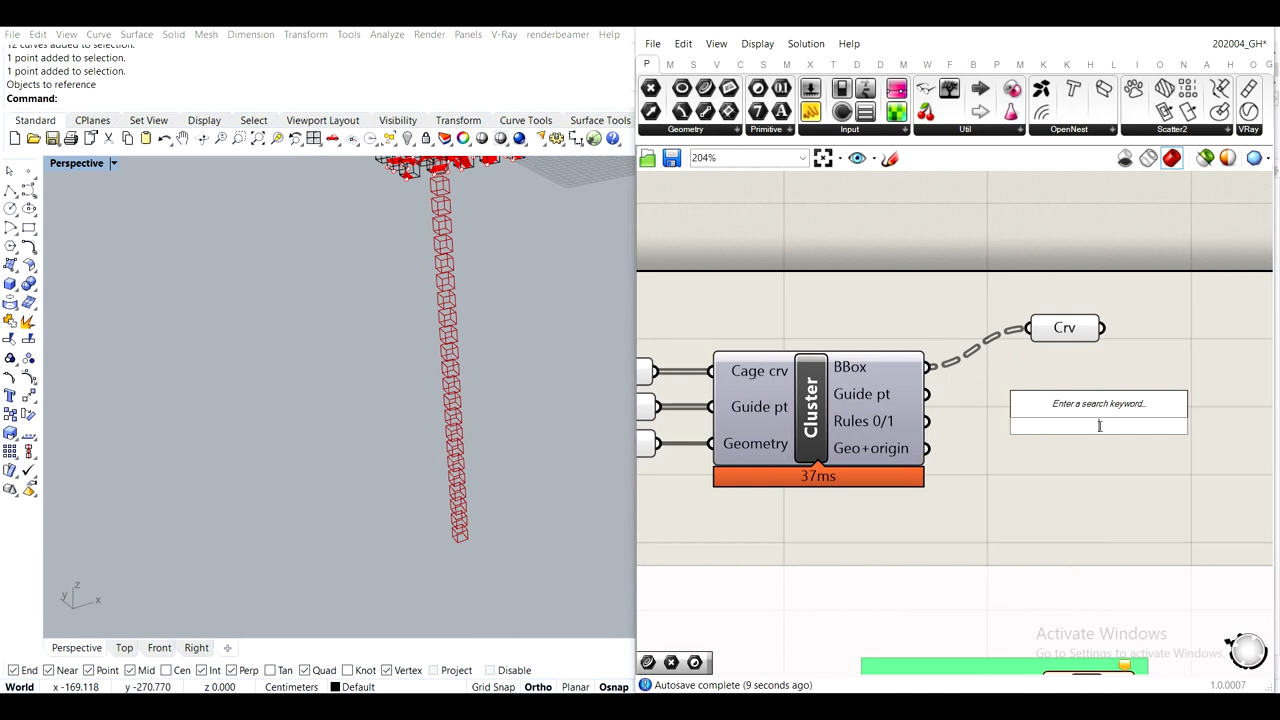 File Edit View Curve Surface Solid Mesh Dimension Transform Tools Analyze Render Panels V-Ray renderbeamer Help
12 curves added to selection.
1 point added to selection.
1 point added to selection.
Objects to reference
Command:
Standard CPlanes Set View Display Select Viewport Layout Visibility Transform Curve Tools Surface Tools
Perspective
z
y
x
Perspective Top Front Right
End Near Point Mid Cen Int Perp Tan Quad Knot Vertex Project Disable
World x -169.118 y -270.770 z 0.000 Centimeters Default Grid Snap Ortho Planar Osnap
File Edit View Display Solution Help 202004_GH*
P M S V C S M X T D D M W F B P M K K H L I O E A O G
Geometry Primitive Input Util OpenNest Scatter2 VRay
204%
Crv
Cage crv
Guide pt
Geometry
Cluster
BBox
Guide pt
Rules 0/1
Geo+origin
37ms
Enter a search keyword...
Activate Windows
Go to Settings to activate Windows.
Autosave complete (9 seconds ago) 1.0.0007